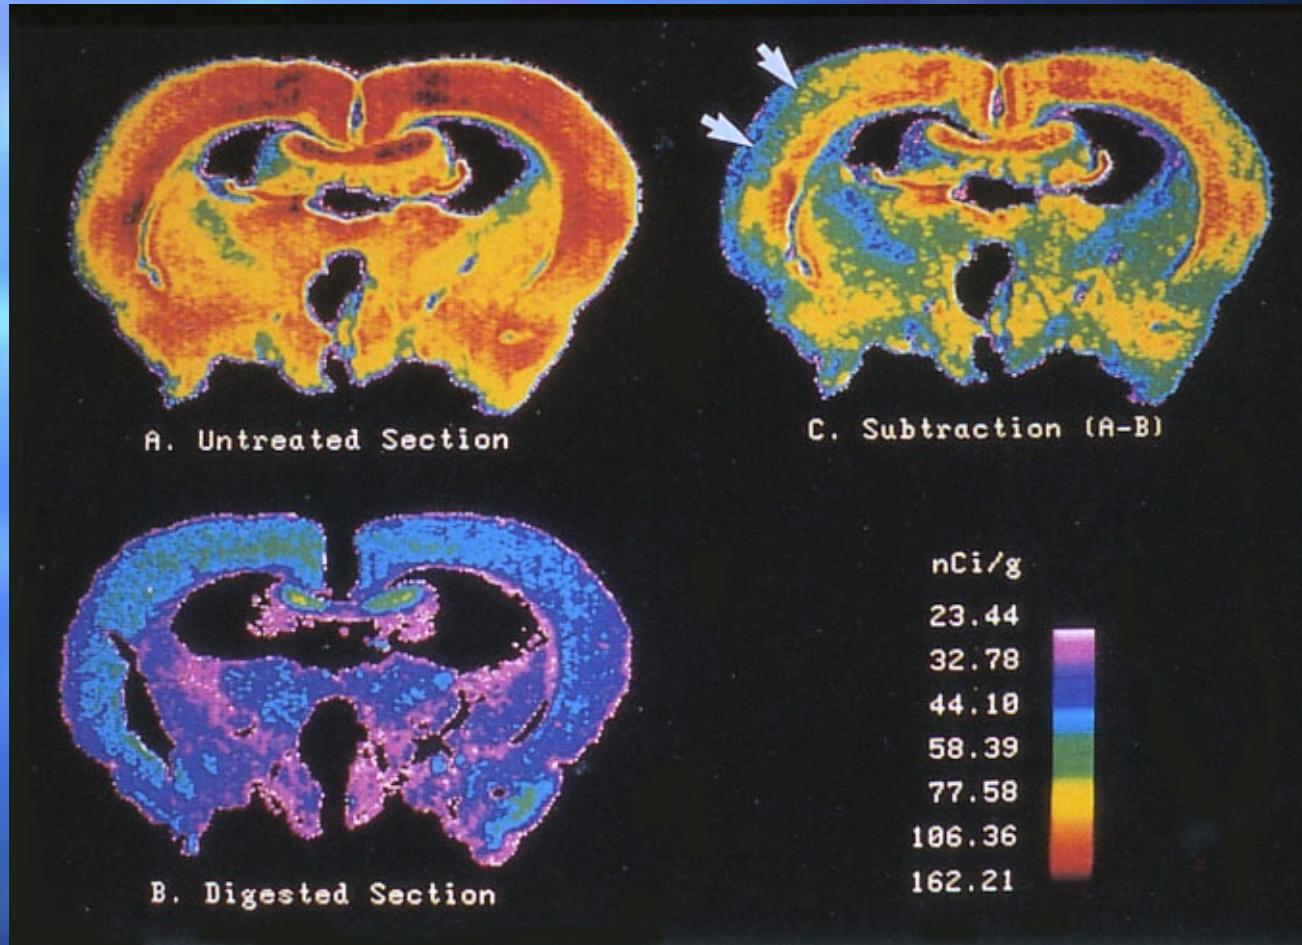 A. Untreated Section
C. Subtraction (A-B)
B. Digested Section
nCi/g
23.44
32.78
44.10
58.39
77.58
106.36
162.21